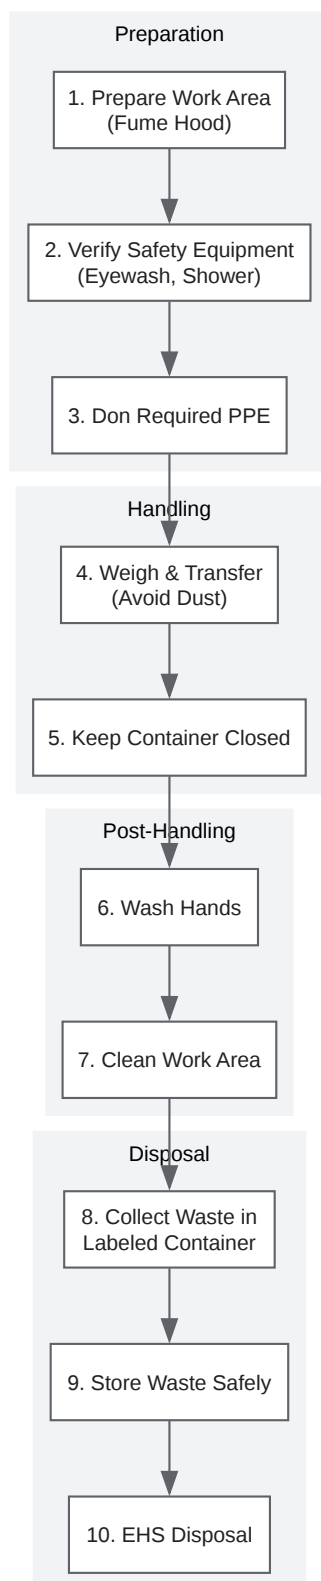 Preparation
1. Prepare Work Area
(Fume Hood)
2. Verify Safety Equipment
(Eyewash, Shower)
3. Don Required PPE
Handling
4. Weigh & Transfer
(Avoid Dust)
5. Keep Container Closed
Post-Handling
6. Wash Hands
7. Clean Work Area
Disposal
8. Collect Waste in
Labeled Container
9. Store Waste Safely
10. EHS Disposal